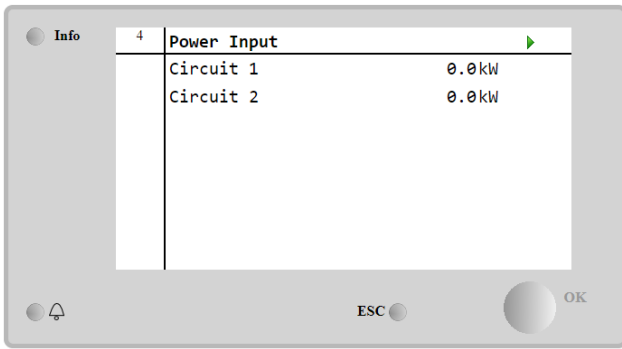 Info
4 Power Input
Circuit 1 0.0kW
Circuit 2 0.0kW
ESC
OK